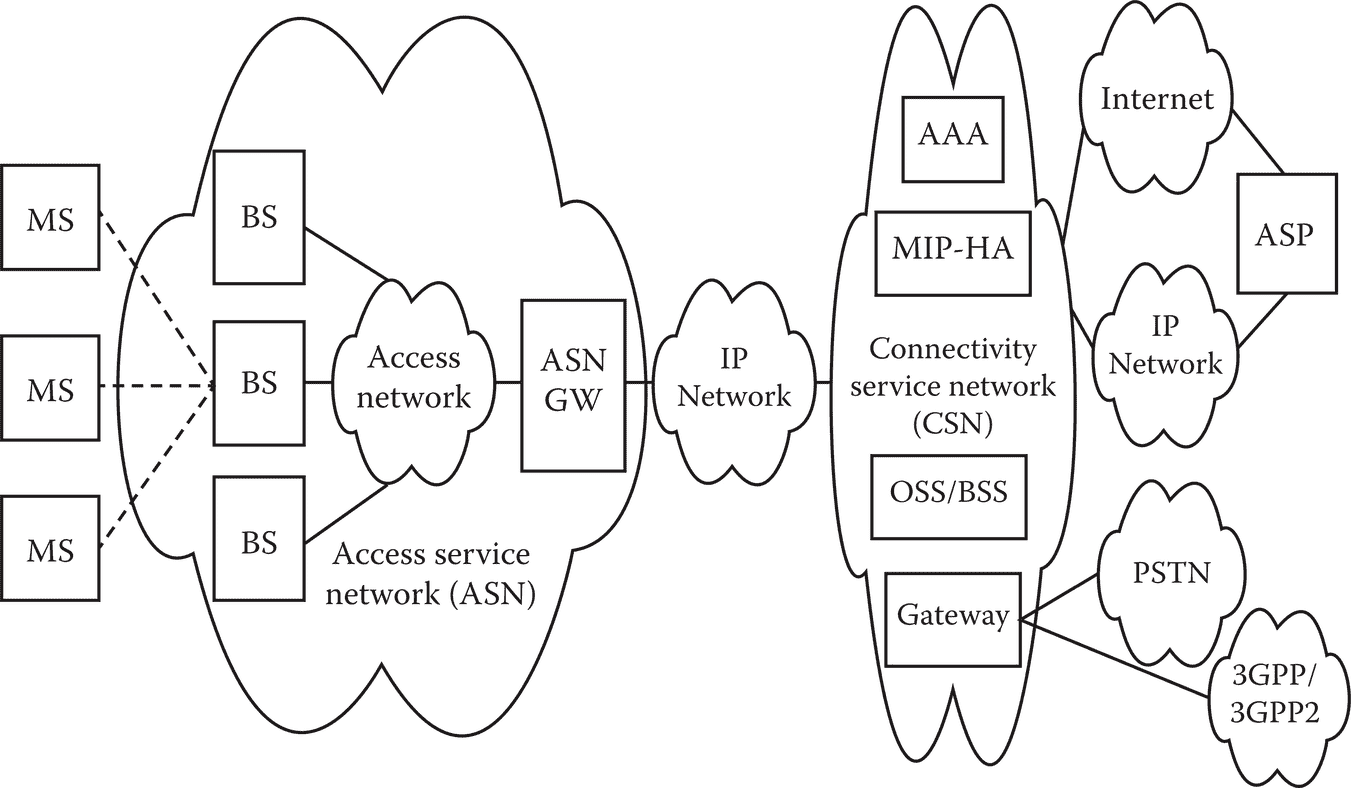 MS
MS
MS
BS
BS
BS
Access
network
ASN
GW
Access service
network (ASN)
IP
Network
AAA
MIP-HA
Connectivity
service network
(CSN)
OSS/BSS
Gateway
Internet
ASP
IP
Network
PSTN
3GPP/
3GPP2